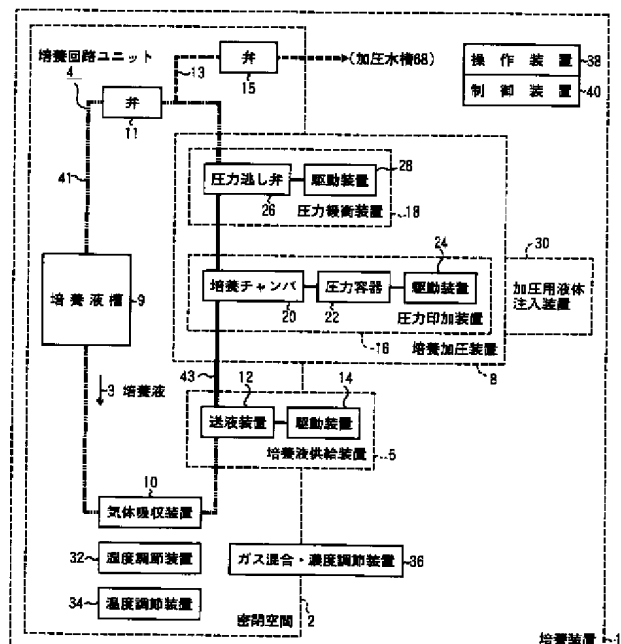 培養回路ユニット
4
13
弁
15
(加圧水槽68)
操作装置
38
制御装置
40
弁
11
41
圧力逃し弁
26
駆動装置
28
圧力緩衝装置
18
30
加圧用液体
注入装置
培養液槽
9
24
培養チャンバ
20
圧力容器
22
駆動装置
圧力印加装置
16
培養加圧装置
8
3 培養液
43
12
14
送液装置
駆動装置
培養液供給装置
6
10
気体吸収装置
32
湿度調節装置
ガス混合・濃度調節装置
36
34
温度調節装置
密閉空間
2
培養装置
1